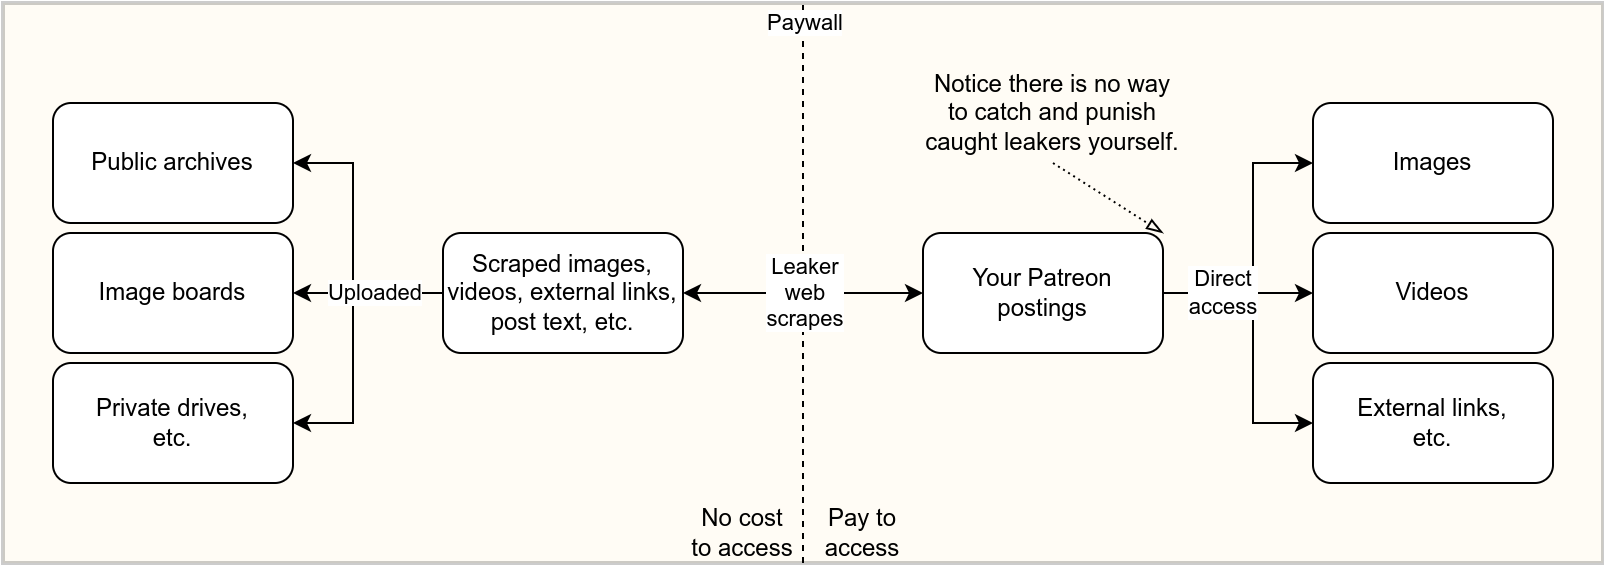 Paywall
Notice there is no way
to catch and punish
caught leakers yourself.
Public archives
Image boards
Private drives,
etc.
Uploaded
Scraped images,
videos, external links,
post text, etc.
Leaker
web
scrapes
Your Patreon
postings
Direct
access
Images
Videos
External links,
etc.
No cost
to access
Pay to
access